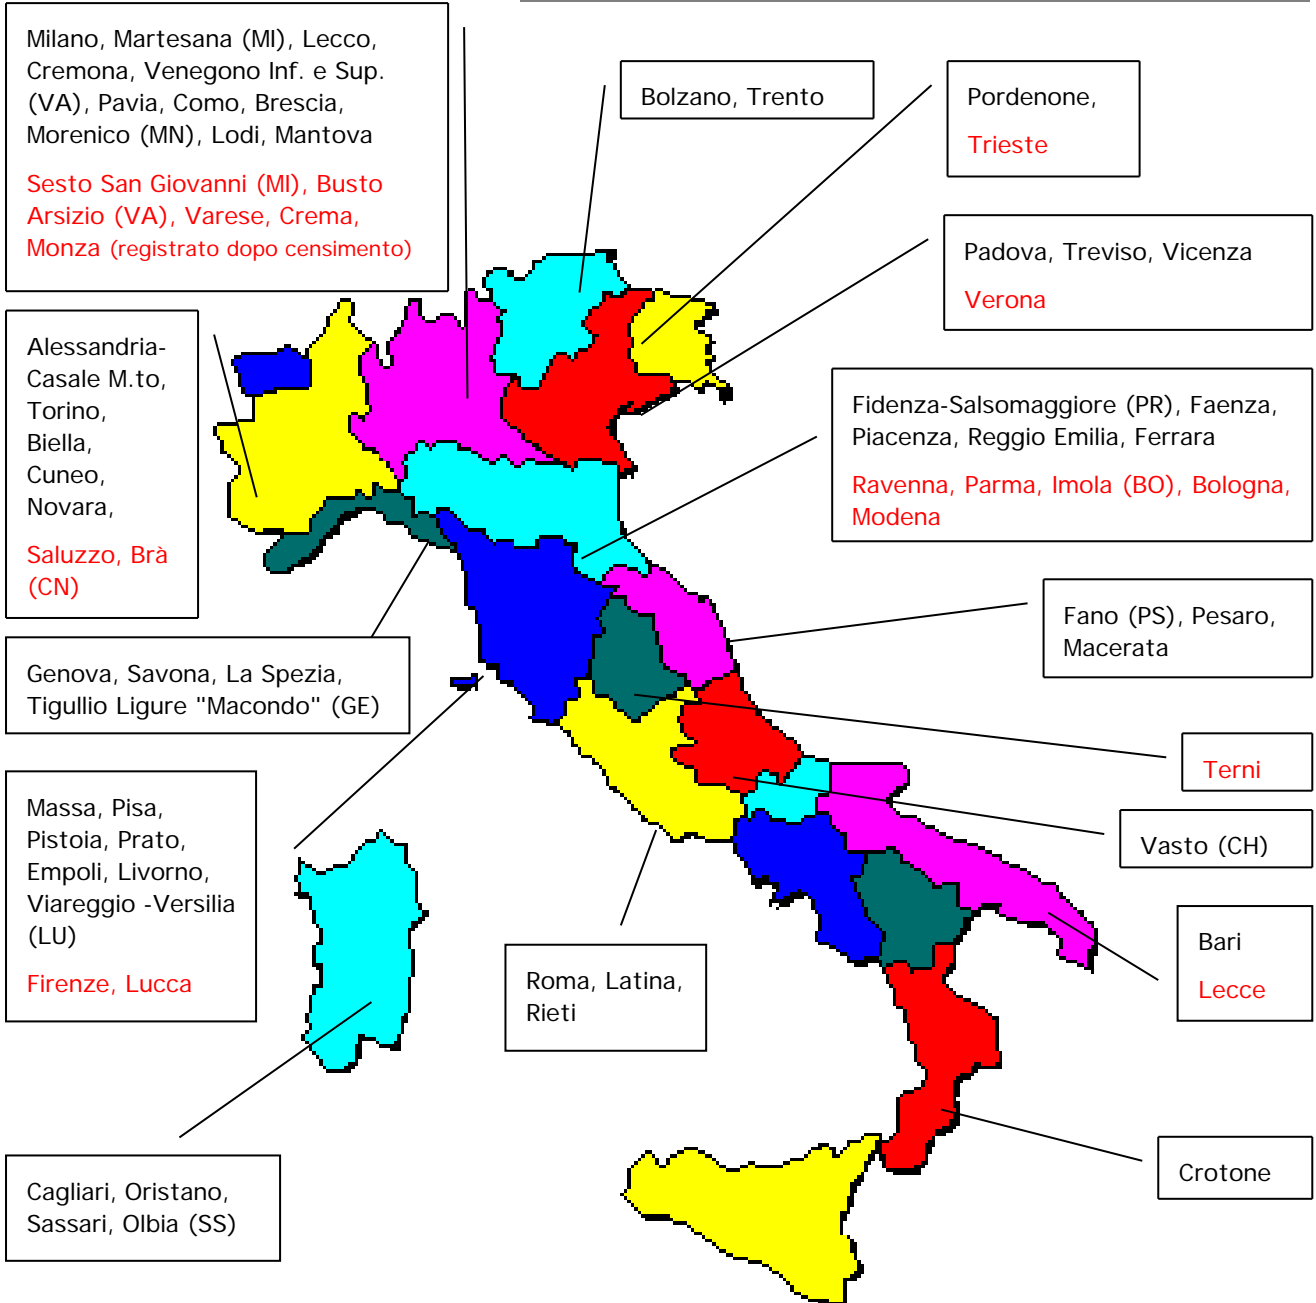 Milano, Martesana (MI), Lecco,
Cremona, Venegono Inf. e Sup.
(VA), Pavia, Como, Brescia,
Morenico (MN), Lodi, Mantova
Sesto San Giovanni (MI), Busto
Arsizio (VA), Varese, Crema,
Monza (registrato dopo censimento)
Bolzano, Trento
Pordenone,
Trieste
Padova, Treviso, Vicenza
Verona
Alessandria-
Casale M.to,
Torino,
Biella,
Cuneo,
Novara,
Saluzzo, Brà
(CN)
Fidenza-Salsomaggiore (PR), Faenza,
Piacenza, Reggio Emilia, Ferrara
Ravenna, Parma, Imola (BO), Bologna,
Modena
Fano (PS), Pesaro,
Macerata
Genova, Savona, La Spezia,
Tigullio Ligure "Macondo" (GE)
Terni
Massa, Pisa,
Pistoia, Prato,
Empoli, Livorno,
Viareggio -Versilia
(LU)
Firenze, Lucca
Vasto (CH)
Bari
Lecce
Roma, Latina,
Rieti
Crotone
Cagliari, Oristano,
Sassari, Olbia (SS)